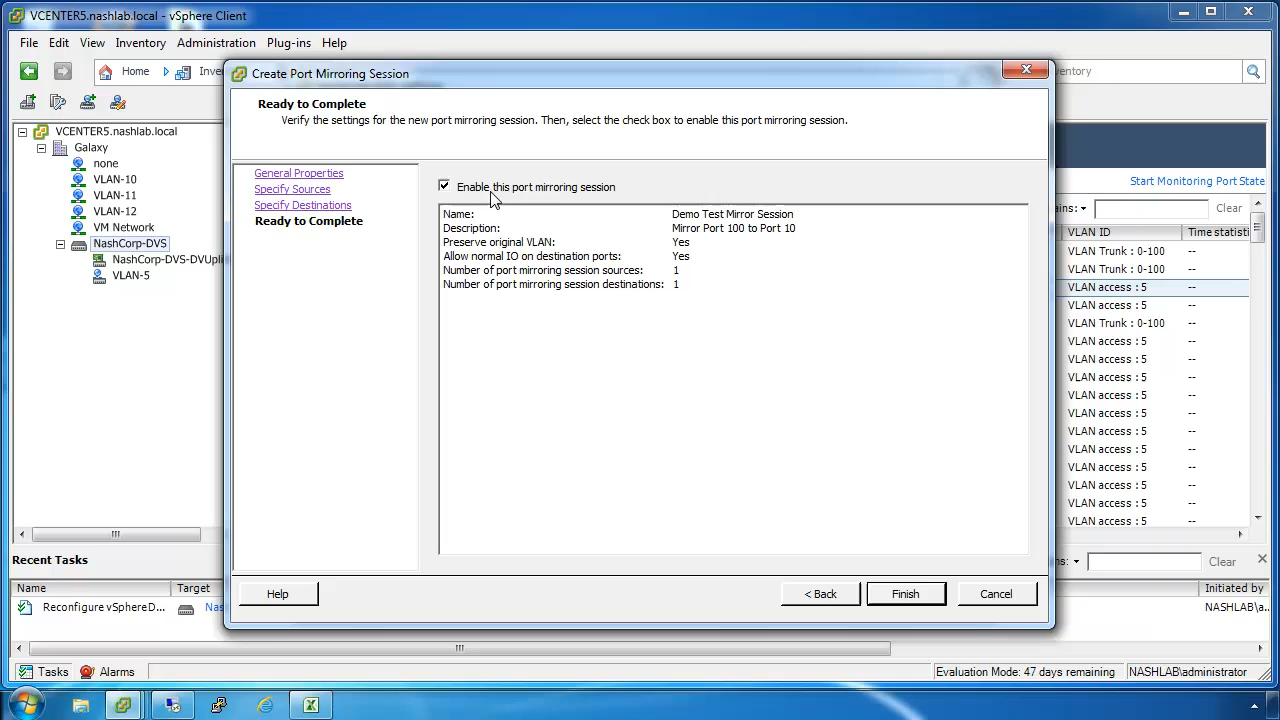 VCENTER5.nashlab.local - vSphere Client
File Edit View Inventory Administration Plug-ins Help
Home
Create Port Mirroring Session
Ready to Complete
Verify the settings for the new port mirroring session. Then, select the check box to enable this port mirroring session.
VCENTER5.nashlab.local
Galaxy
none
VLAN-10
VLAN-11
VLAN-12
VM Network
NashCorp-DVS
NashCorp-DVS-DVUpli
VLAN-5
General Properties
Specify Sources
Specify Destinations
Ready to Complete
Enable this port mirroring session
Name: Demo Test Mirror Session
Description: Mirror Port 100 to Port 10
Preserve original VLAN: Yes
Allow normal IO on destination ports: Yes
Number of port mirroring session sources: 1
Number of port mirroring session destinations: 1
Start Monitoring Port State
Clear
VLAN ID Time statisti
VLAN Trunk : 0-100 --
VLAN Trunk : 0-100 --
VLAN access : 5 --
VLAN access : 5 --
VLAN Trunk : 0-100 --
VLAN access : 5 --
VLAN access : 5 --
VLAN access : 5 --
VLAN access : 5 --
VLAN access : 5 --
VLAN access : 5 --
VLAN access : 5 --
VLAN access : 5 --
VLAN access : 5 --
VLAN access : 5 --
VLAN access : 5 --
Help < Back Finish Cancel
Recent Tasks
Clear
Name Target Initiated by
Reconfigure vSphereD... Nas NASHLAB\a..
Tasks Alarms Evaluation Mode: 47 days remaining NASHLAB\administrator